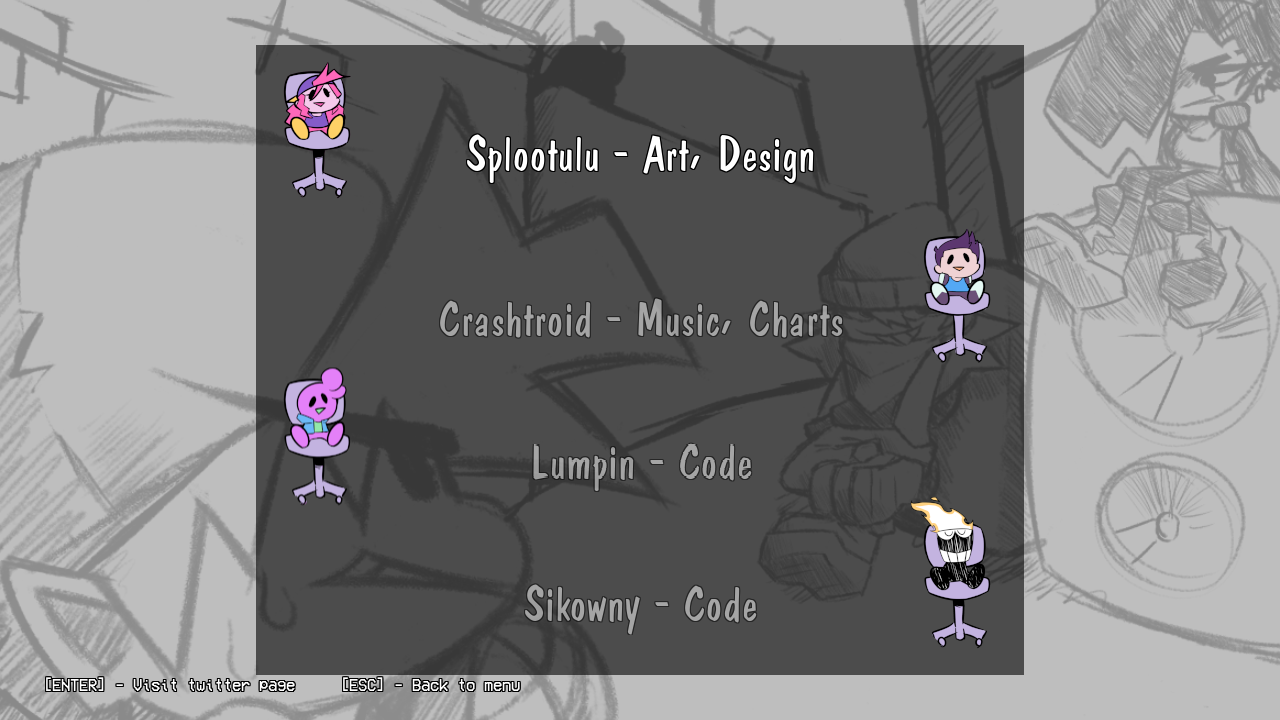 Splootulu - Art, Design
Crashtroid - Music, Charts
Lumpin - Code
Sikowny - Code
[ENTER] - Visit twitter page [ESC] - Back to menu